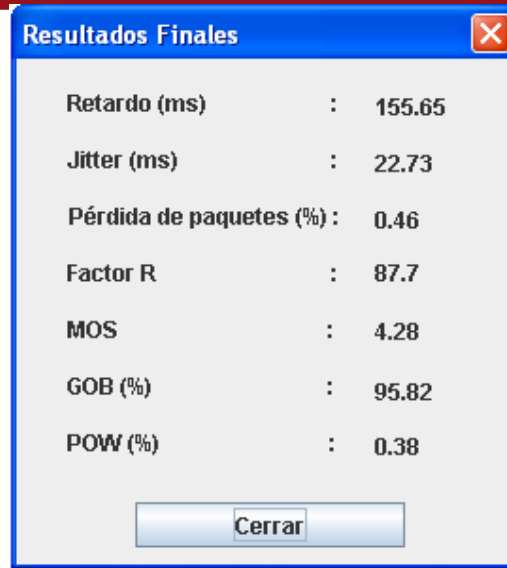 Resultados Finales
Retardo (ms) : 155.65
Jitter (ms) : 22.73
Pérdida de paquetes (%) : 0.46
Factor R : 87.7
MOS : 4.28
GOB (%) : 95.82
POW (%) : 0.38
Cerrar